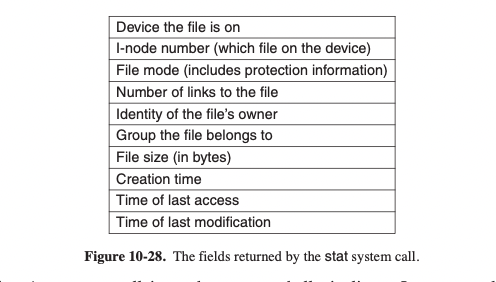 Device the file is on
I-node number (which file on the device)
File mode (includes protection information)
Number of links to the file
Identity of the file's owner
Group the file belongs to
File size (in bytes)
Creation time
Time of last access
Time of last modification
Figure 10-28. The fields returned by the stat system call.